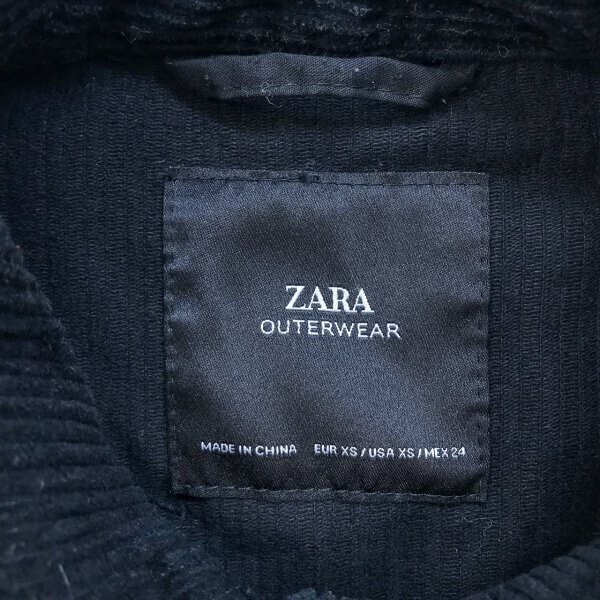 ZARA
OUTERWEAR
MADE IN CHINA EUR XS / USA XS / MEX 24